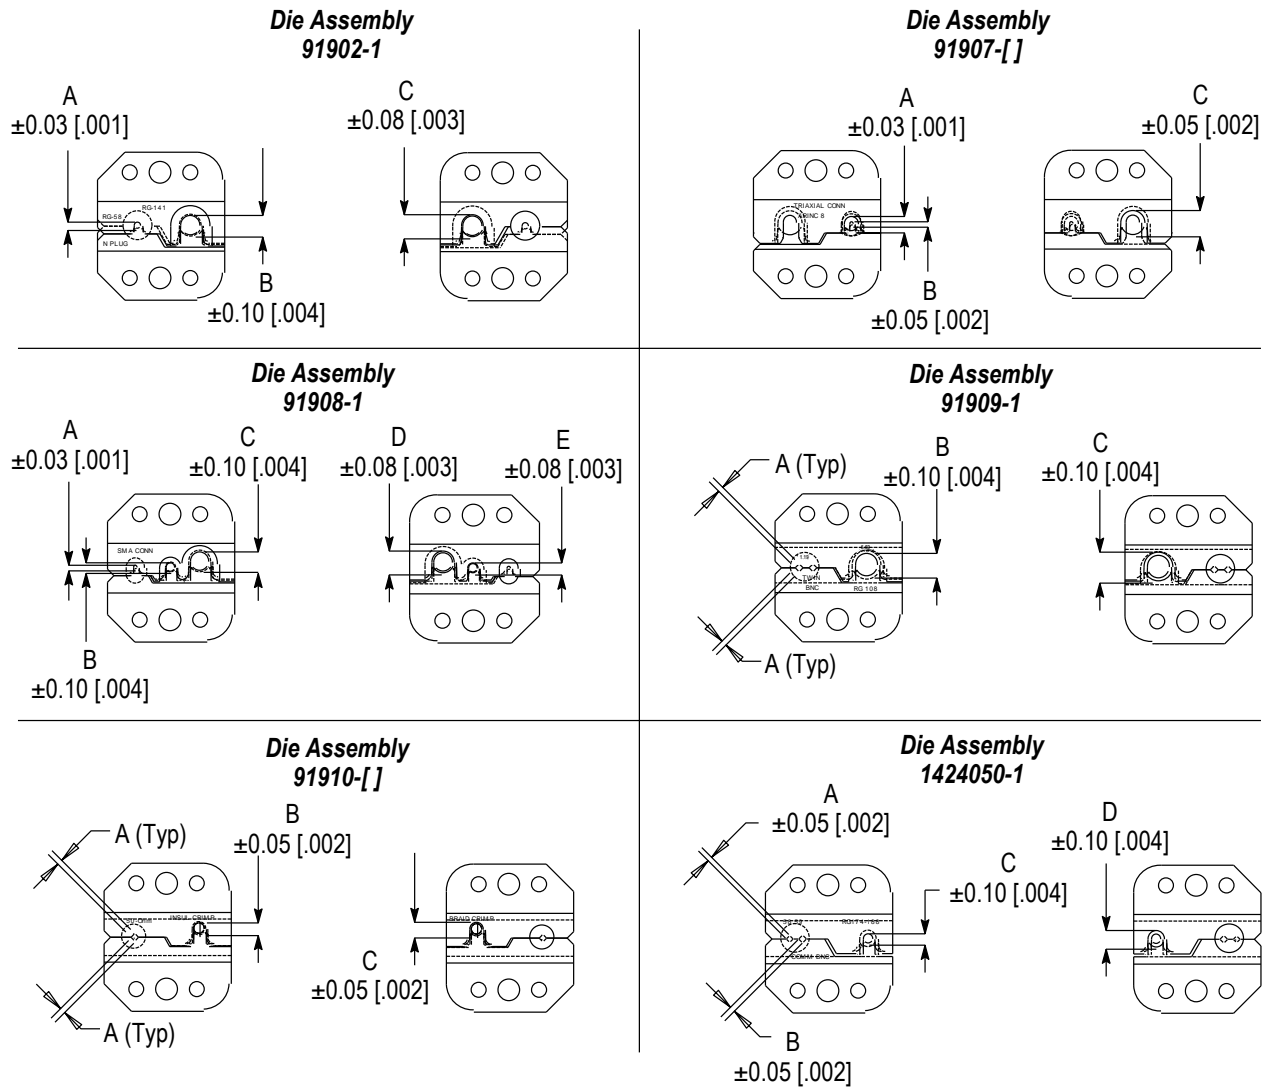 Die Assembly
91902-1
A
±0.03 [.001]
C
±0.08 [.003]
RG-141
RG-58
N PLUG
B
±0.10 [.004]
Die Assembly
91907-[ ]
A
±0.03 [.001]
C
±0.05 [.002]
TRIAXIAL CONN
B
±0.05 [.002]
Die Assembly
91908-1
A
±0.03 [.001]
C
±0.10 [.004]
D
±0.08 [.003]
E
±0.08 [.003]
SMA CONN
B
±0.10 [.004]
Die Assembly
91909-1
A (Typ)
B
±0.10 [.004]
C
±0.10 [.004]
TWIN
BNC
RG 108
A (Typ)
Die Assembly
91910-[ ]
A (Typ)
B
±0.05 [.002]
INSUL CRIMP
BRAID CRIMP
C
±0.05 [.002]
A (Typ)
Die Assembly
1424050-1
A
±0.05 [.002]
D
±0.10 [.004]
C
±0.10 [.004]
COMM BNC
B
±0.05 [.002]